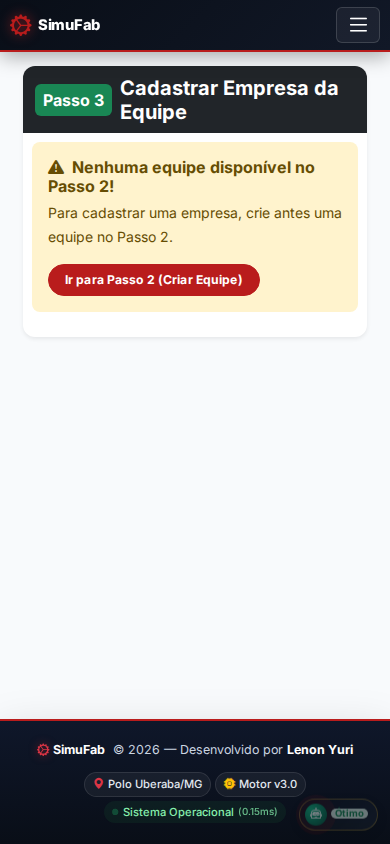 SimuFab
Passo 3
Cadastrar Empresa da
Equipe
Nenhuma equipe disponível no
Passo 2!
Para cadastrar uma empresa, crie antes uma
equipe no Passo 2.
Ir para Passo 2 (Criar Equipe)
SimuFab © 2026 — Desenvolvido por Lenon Yuri
Polo Uberaba/MG
Motor v3.0
Sistema Operacional (0.15ms)
Ótimo